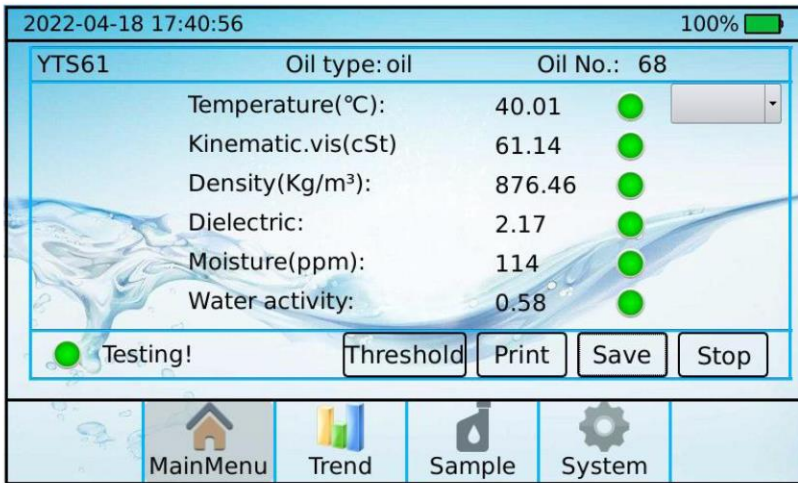 2022-04-18 17:40:56 100%
YTS61 Oil type: oil Oil No.: 68
Temperature(℃): 40.01
Kinematic.vis(cSt) 61.14
Density(Kg/m³): 876.46
Dielectric: 2.17
Moisture(ppm): 114
Water activity: 0.58
Testing! Threshold Print Save Stop
MainMenu Trend Sample System